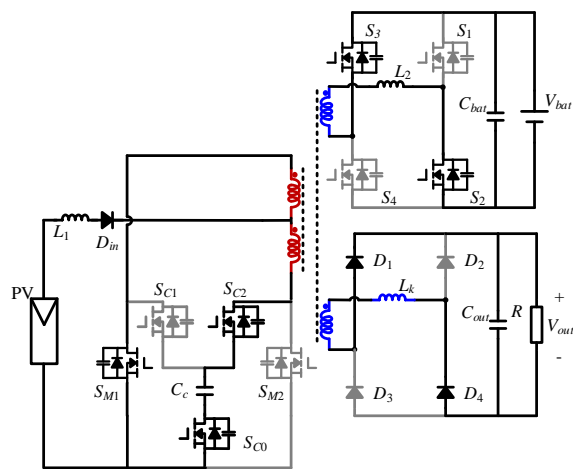 S3
S1
L2
Cbat
Vbat
S4
S2
L1
Din
D1
D2
SC1
SC2
Lk
PV
Cout
R
+
Vout
-
SM1
Cc
SM2
D3
D4
SC0